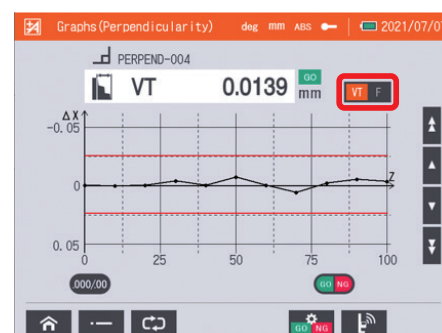 Graphs(Perpendicularity) deg mm ABS 2021/07/0
PERPEND-004
VT 0.0139 GO mm VT F
ΔX
-0.05
0
Z
0.05
0 25 50 75 100
.000/.00 GO NG
GO NG